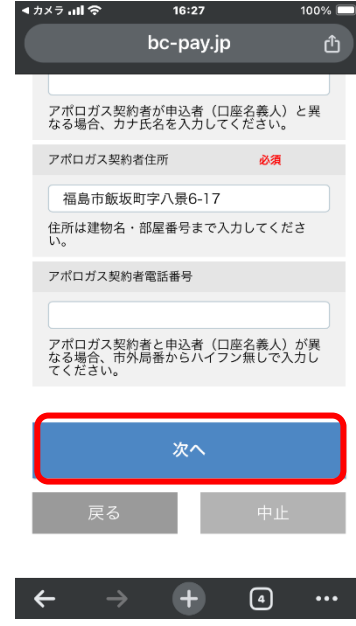 ◀カメラ 16:27 100%
bc-pay.jp
アポロガス契約者が申込者（口座名義人）と異
なる場合、カナ氏名を入力してください。
アポロガス契約者住所 必須
福島市飯坂町字八景6-17
住所は建物名・部屋番号まで入力してくださ
い。
アポロガス契約者電話番号
アポロガス契約者と申込者（口座名義人）が異
なる場合、市外局番からハイフン無しで入力し
てください。
次へ
戻る 中止
4